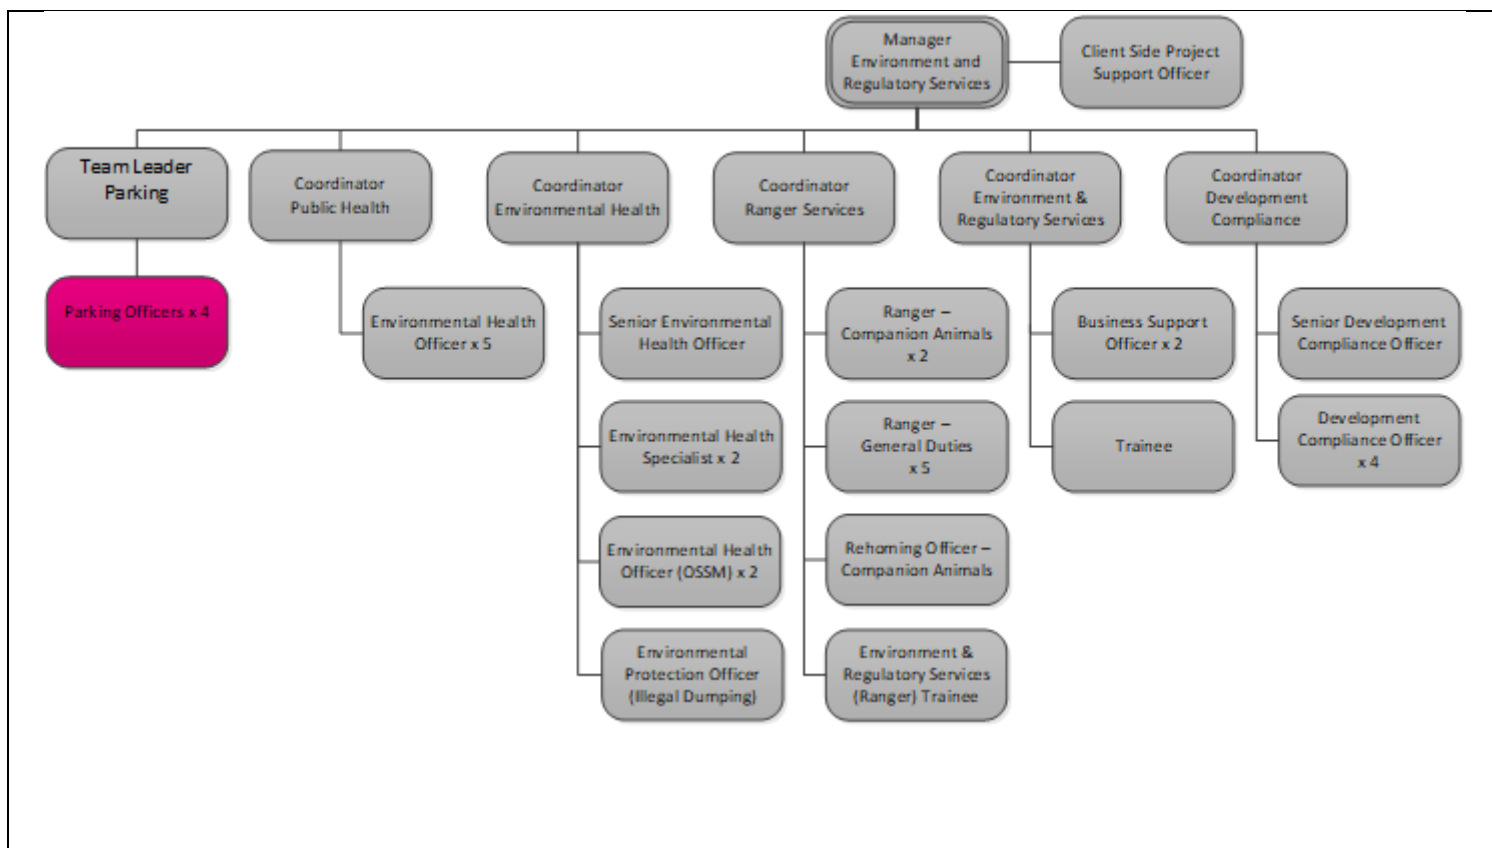 Manager
Environment and
Regulatory Services
Client Side Project
Support Officer
Team Leader
Parking
Coordinator
Public Health
Coordinator
Environmental Health
Coordinator
Ranger Services
Coordinator
Environment &
Regulatory Services
Coordinator
Development
Compliance
Parking Officers x 4
Environmental Health
Officer x 5
Senior Environmental
Health Officer
Environmental Health
Specialist x 2
Environmental Health
Officer (OSSM) x 2
Environmental
Protection Officer
(Illegal Dumping)
Ranger –
Companion Animals
x 2
Ranger –
General Duties
x 5
Rehoming Officer –
Companion Animals
Environment &
Regulatory Services
(Ranger) Trainee
Business Support
Officer x 2
Trainee
Senior Development
Compliance Officer
Development
Compliance Officer
x 4